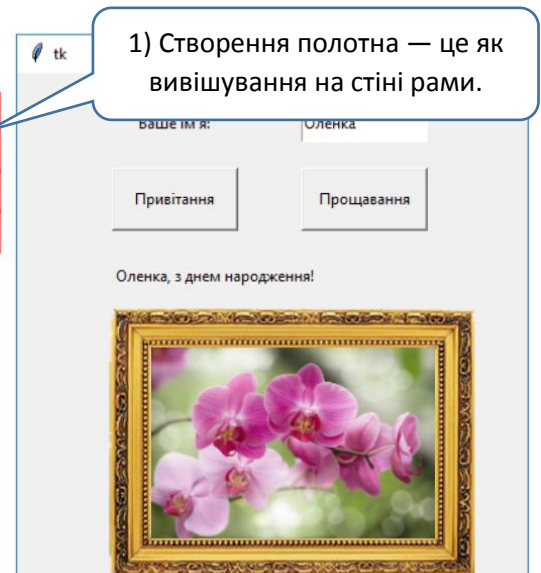 tk
1) Створення полотна — це як
вивішування на стіні рами.
Ваше ім'я:
Оленка
Привітання
Прощавання
Оленка, з днем народження!